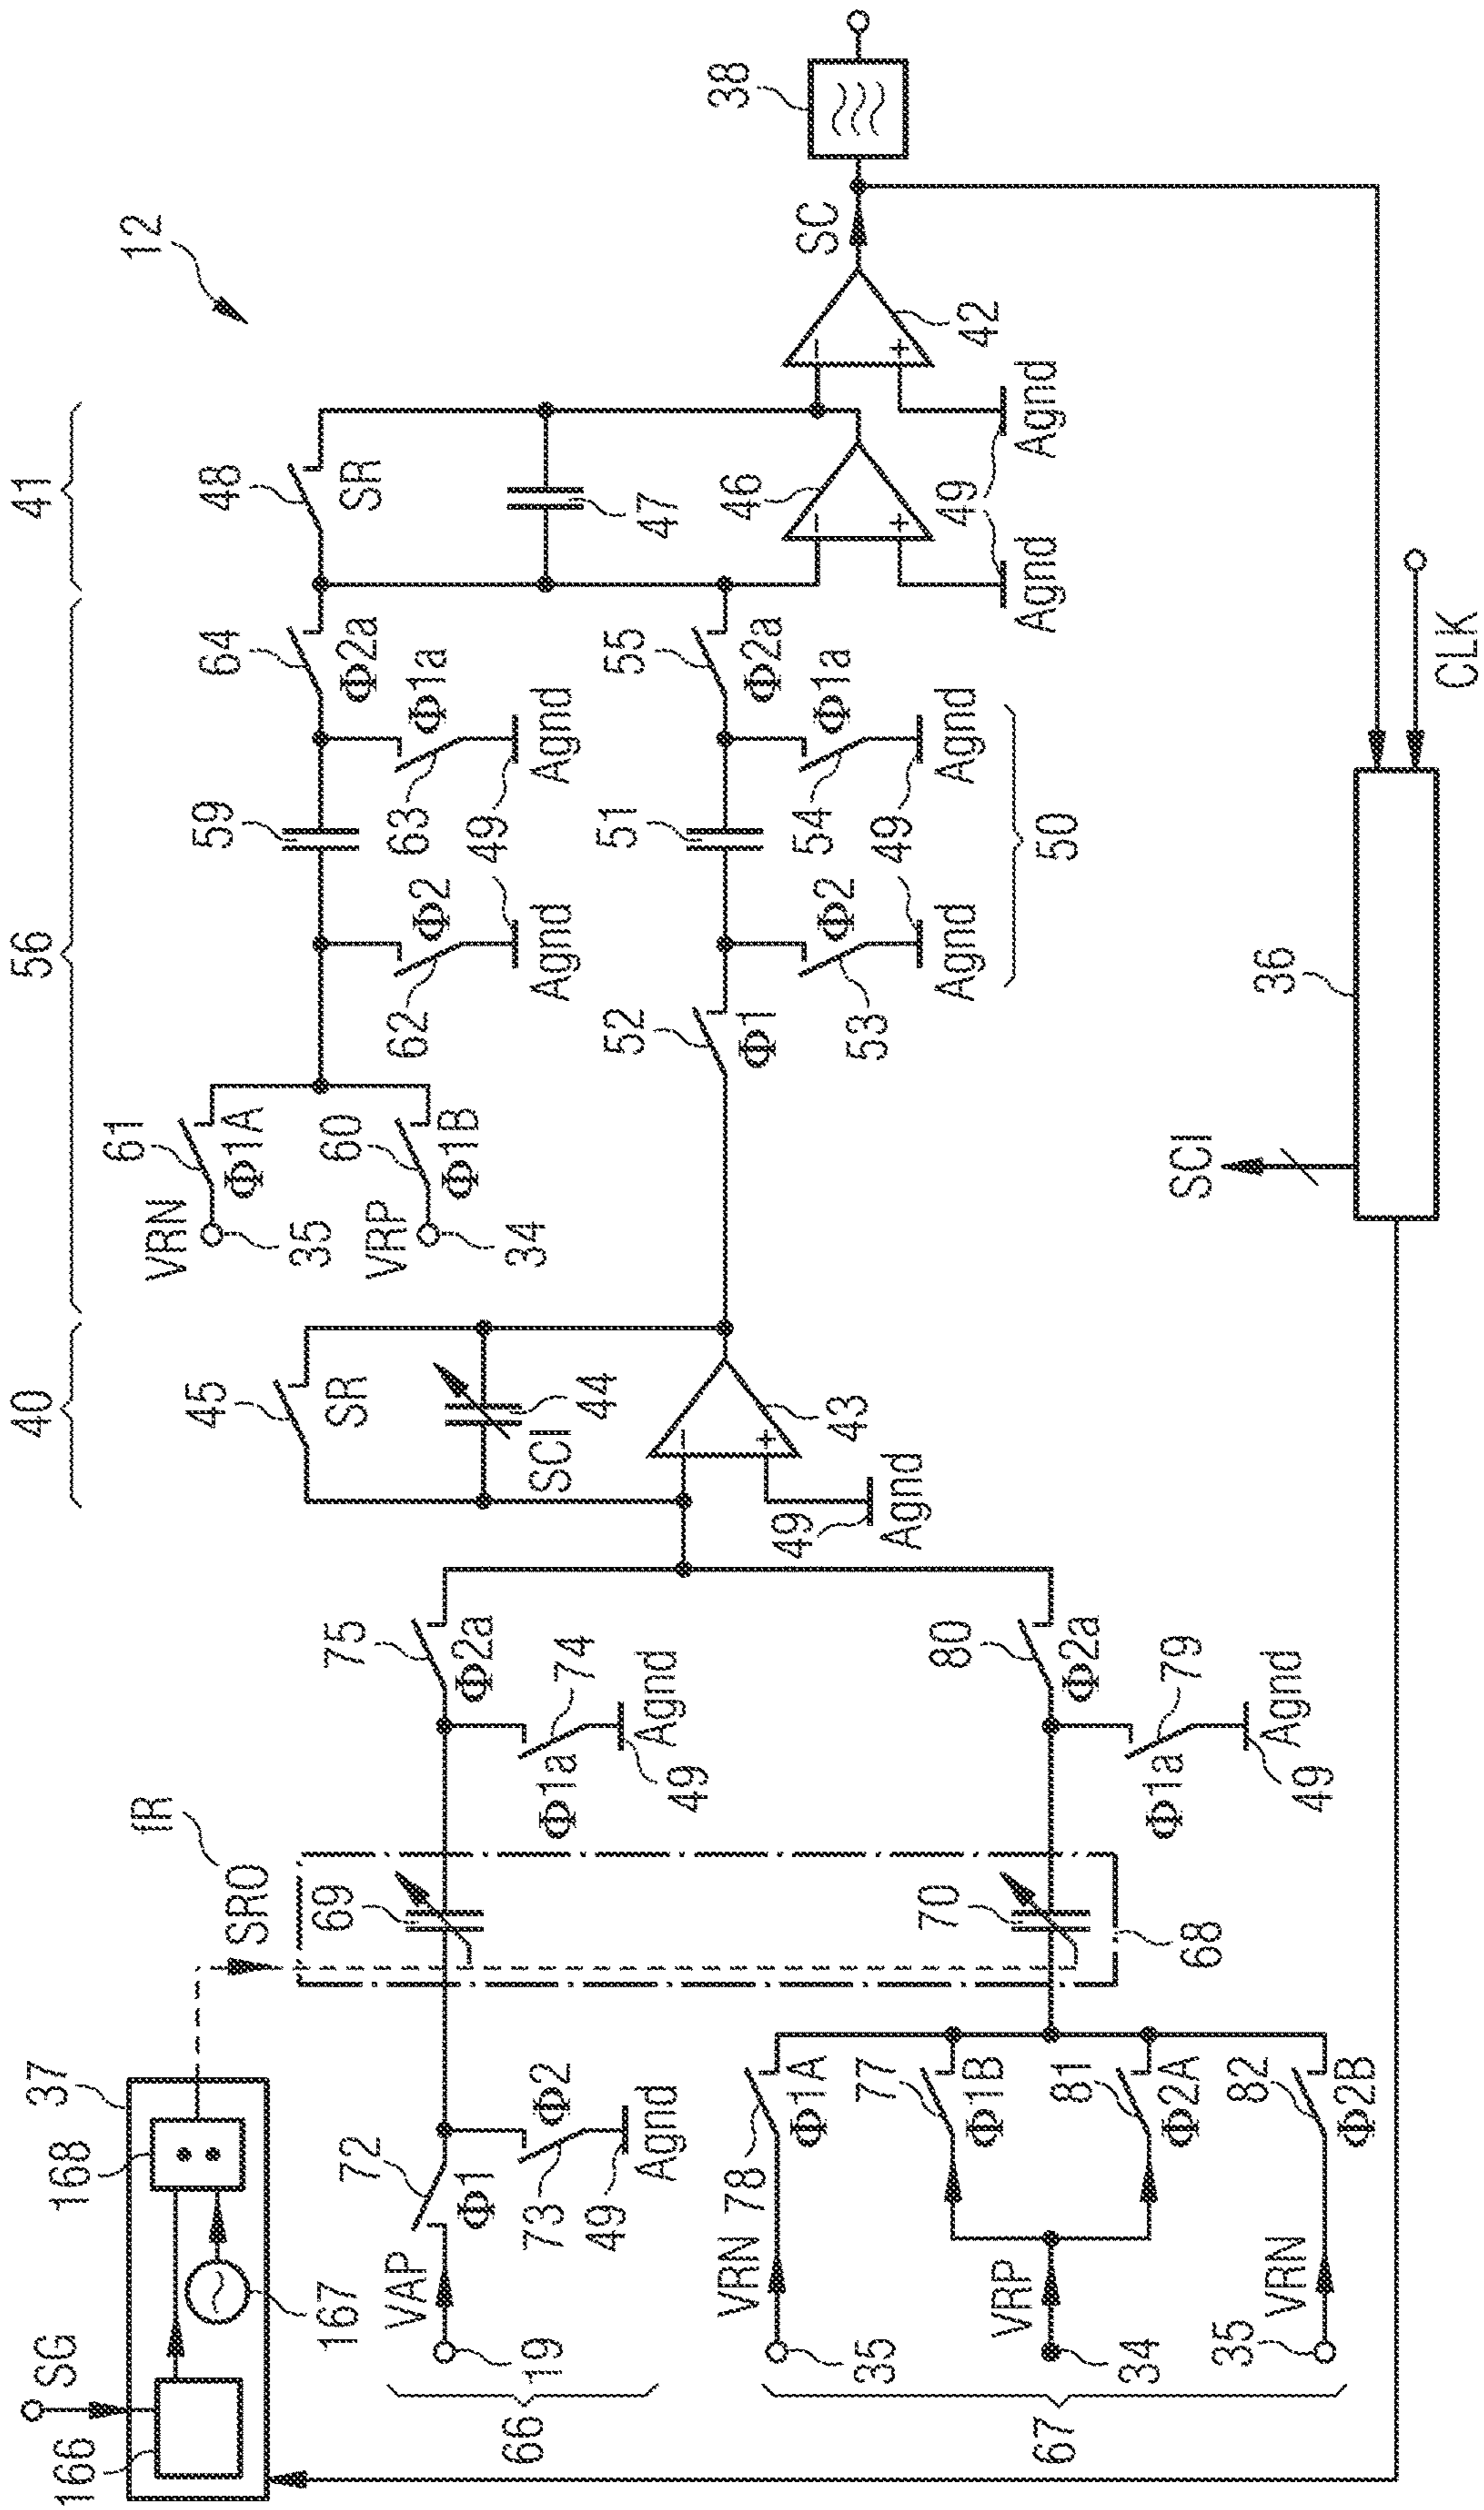 40
56
41
12
166
SG
168
37
1R
SRO
167
VRN
61
Φ1A
35
VRP
60
Φ1B
34
59
64
Φ2a
48
SR
45
SR
62
Φ2
49
Agnd
63
Φ1a
Agnd
47
VAP
19
66
72
Φ1
73
Φ2
49
Agnd
69
75
Φ2a
74
Φ1a
49
Agnd
SCI
44
43
49
Agnd
52
Φ1
51
55
Φ2a
53
Φ2
49
Agnd
54
Φ1a
49
Agnd
50
46
49
Agnd
Agnd
42
SC
38
VRN
35
78
Φ1A
77
Φ1B
VRP
34
81
Φ2A
VRN
35
82
Φ2B
67
70
68
80
Φ2a
79
Φ1a
49
Agnd
SCI
36
CLK